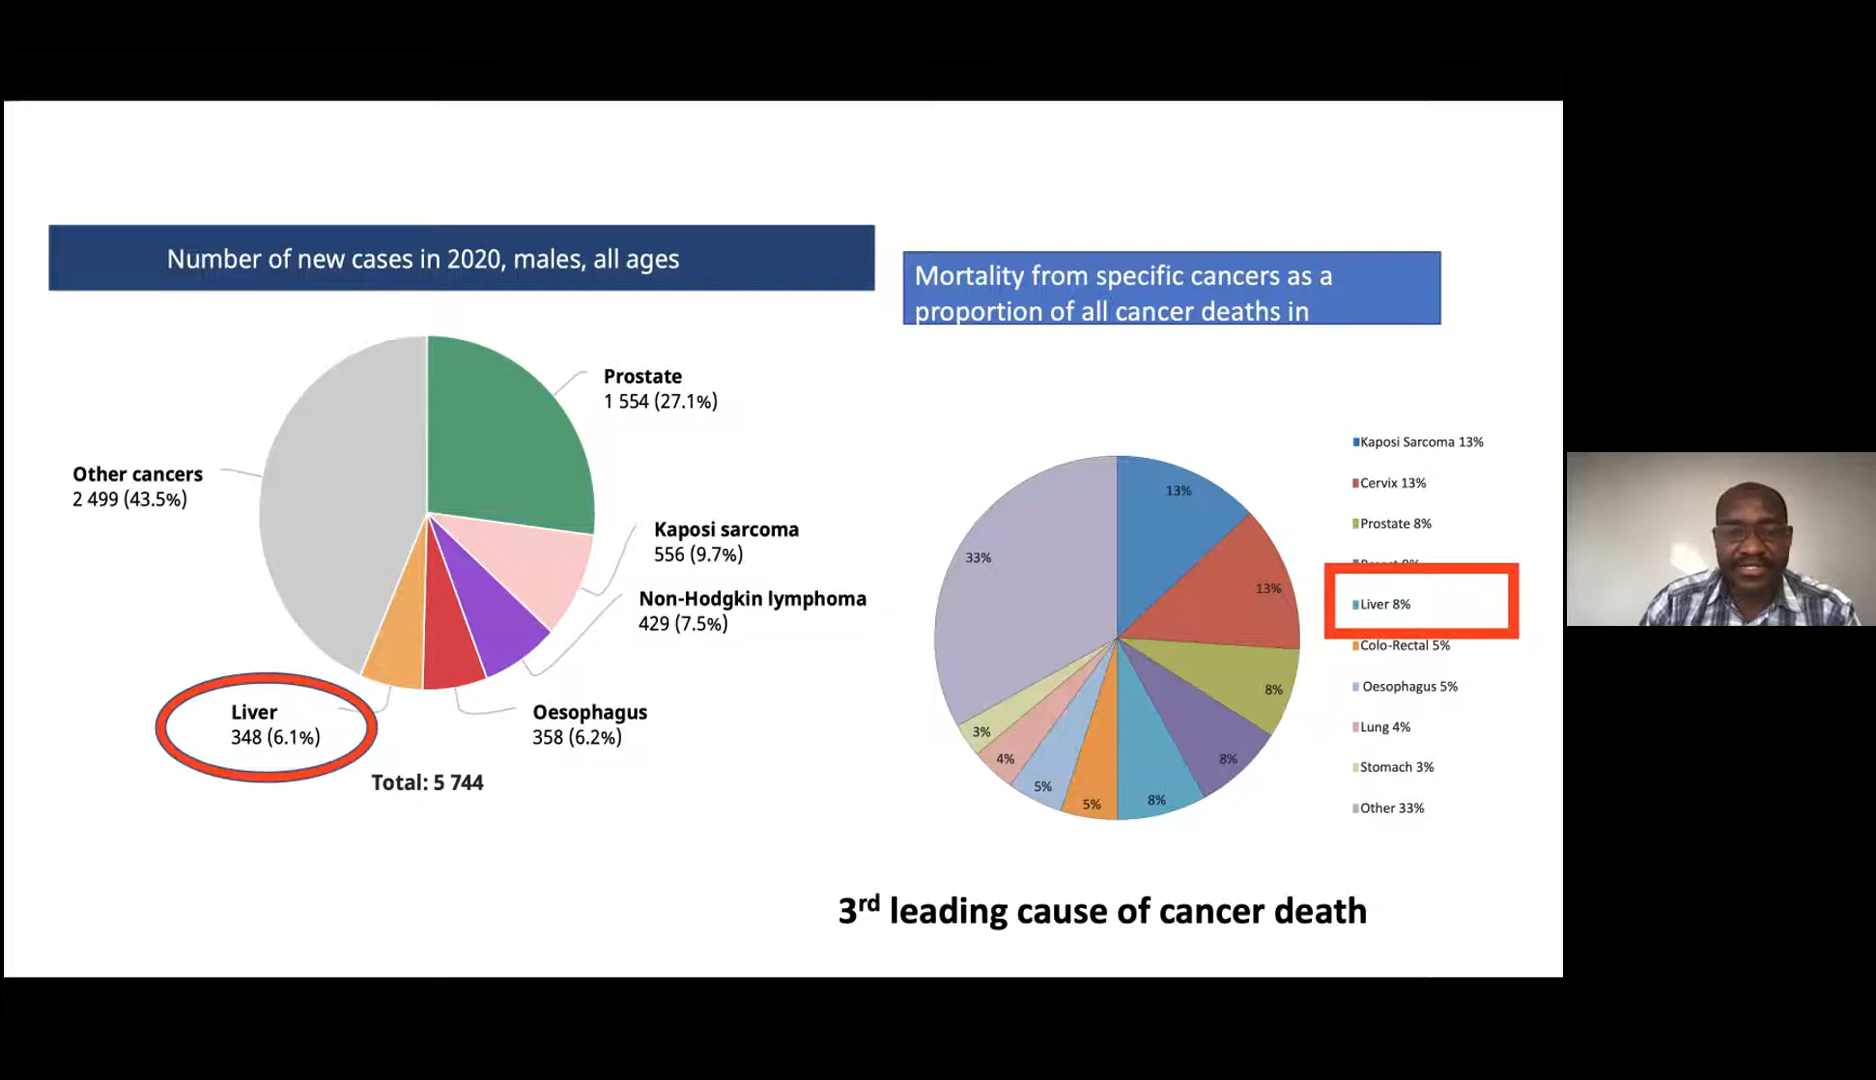 Number of new cases in 2020, males, all ages
Prostate
1 554 (27.1%)
Other cancers
2 499 (43.5%)
Kaposi sarcoma
556 (9.7%)
Non-Hodgkin lymphoma
429 (7.5%)
Liver
348 (6.1%)
Oesophagus
358 (6.2%)
Total: 5 744
Mortality from specific cancers as a
proportion of all cancer deaths in
13%
13%
8%
8%
8%
5%
5%
4%
3%
33%
Kaposi Sarcoma 13%
Cervix 13%
Prostate 8%
Breast 8%
Liver 8%
Colo-Rectal 5%
Oesophagus 5%
Lung 4%
Stomach 3%
Other 33%
3rd leading cause of cancer death